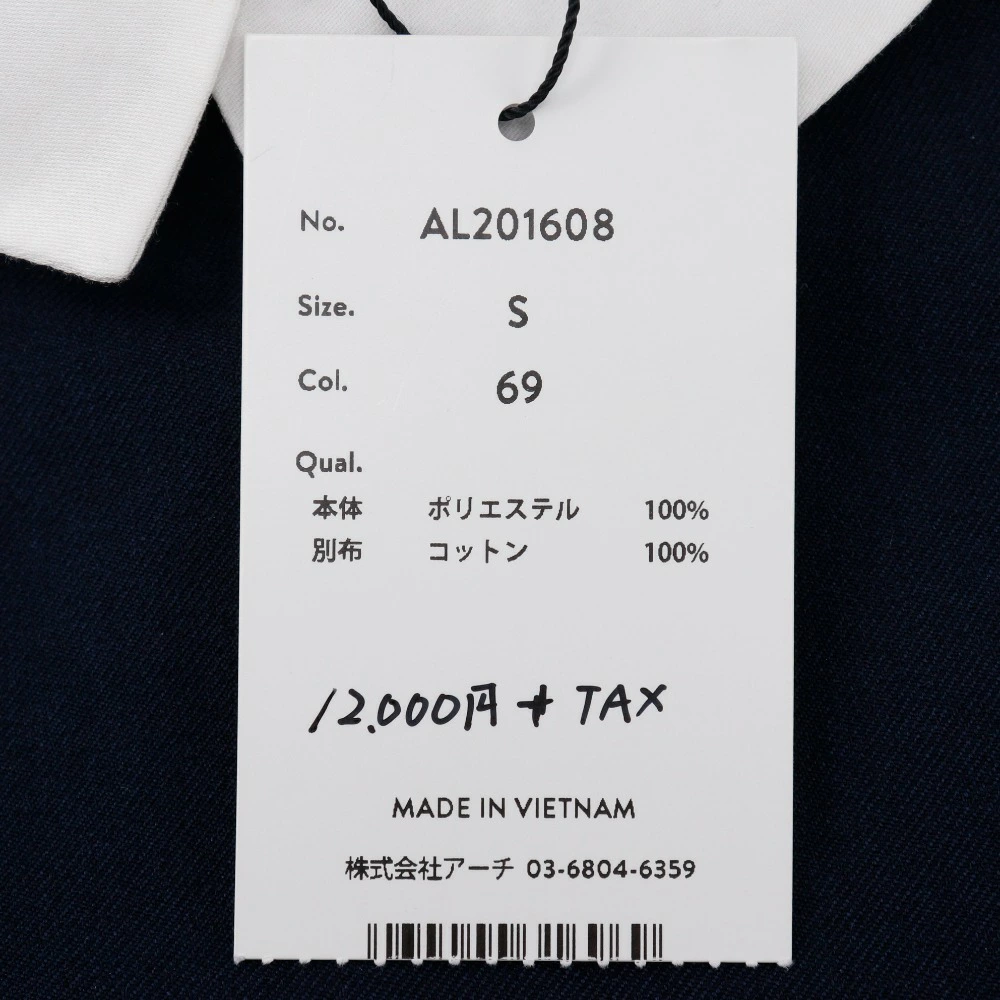 No. AL201608
Size. S
Col. 69
Qual.
本体 ポリエステル 100%
別布 コットン 100%
12.000円 + TAX
MADE IN VIETNAM
株式会社アーチ 03-6804-6359